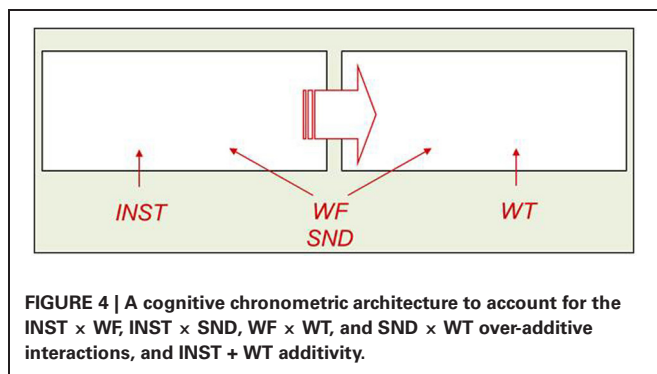 INST WF WT
SND
FIGURE 4 | A cognitive chronometric architecture to account for the
INST × WF, INST × SND, WF × WT, and SND × WT over-additive
interactions, and INST + WT additivity.